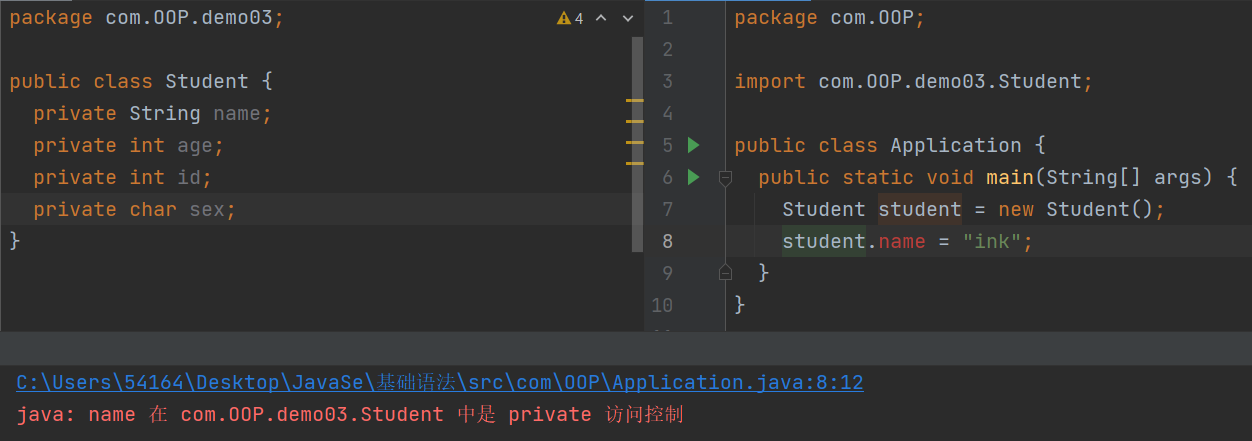 package com.OOP.demo03;
4
public class Student {
private String name;
private int age;
private int id;
private char sex;
}
1 package com.OOP;
2
3 import com.OOP.demo03.Student;
4
5 public class Application {
6 public static void main(String[] args) {
7 Student student = new Student();
8 student.name = "ink";
9 }
10 }
C:\Users\54164\Desktop\JavaSe\基础语法\src\com\OOP\Application.java:8:12
java: name 在 com.OOP.demo03.Student 中是 private 访问控制